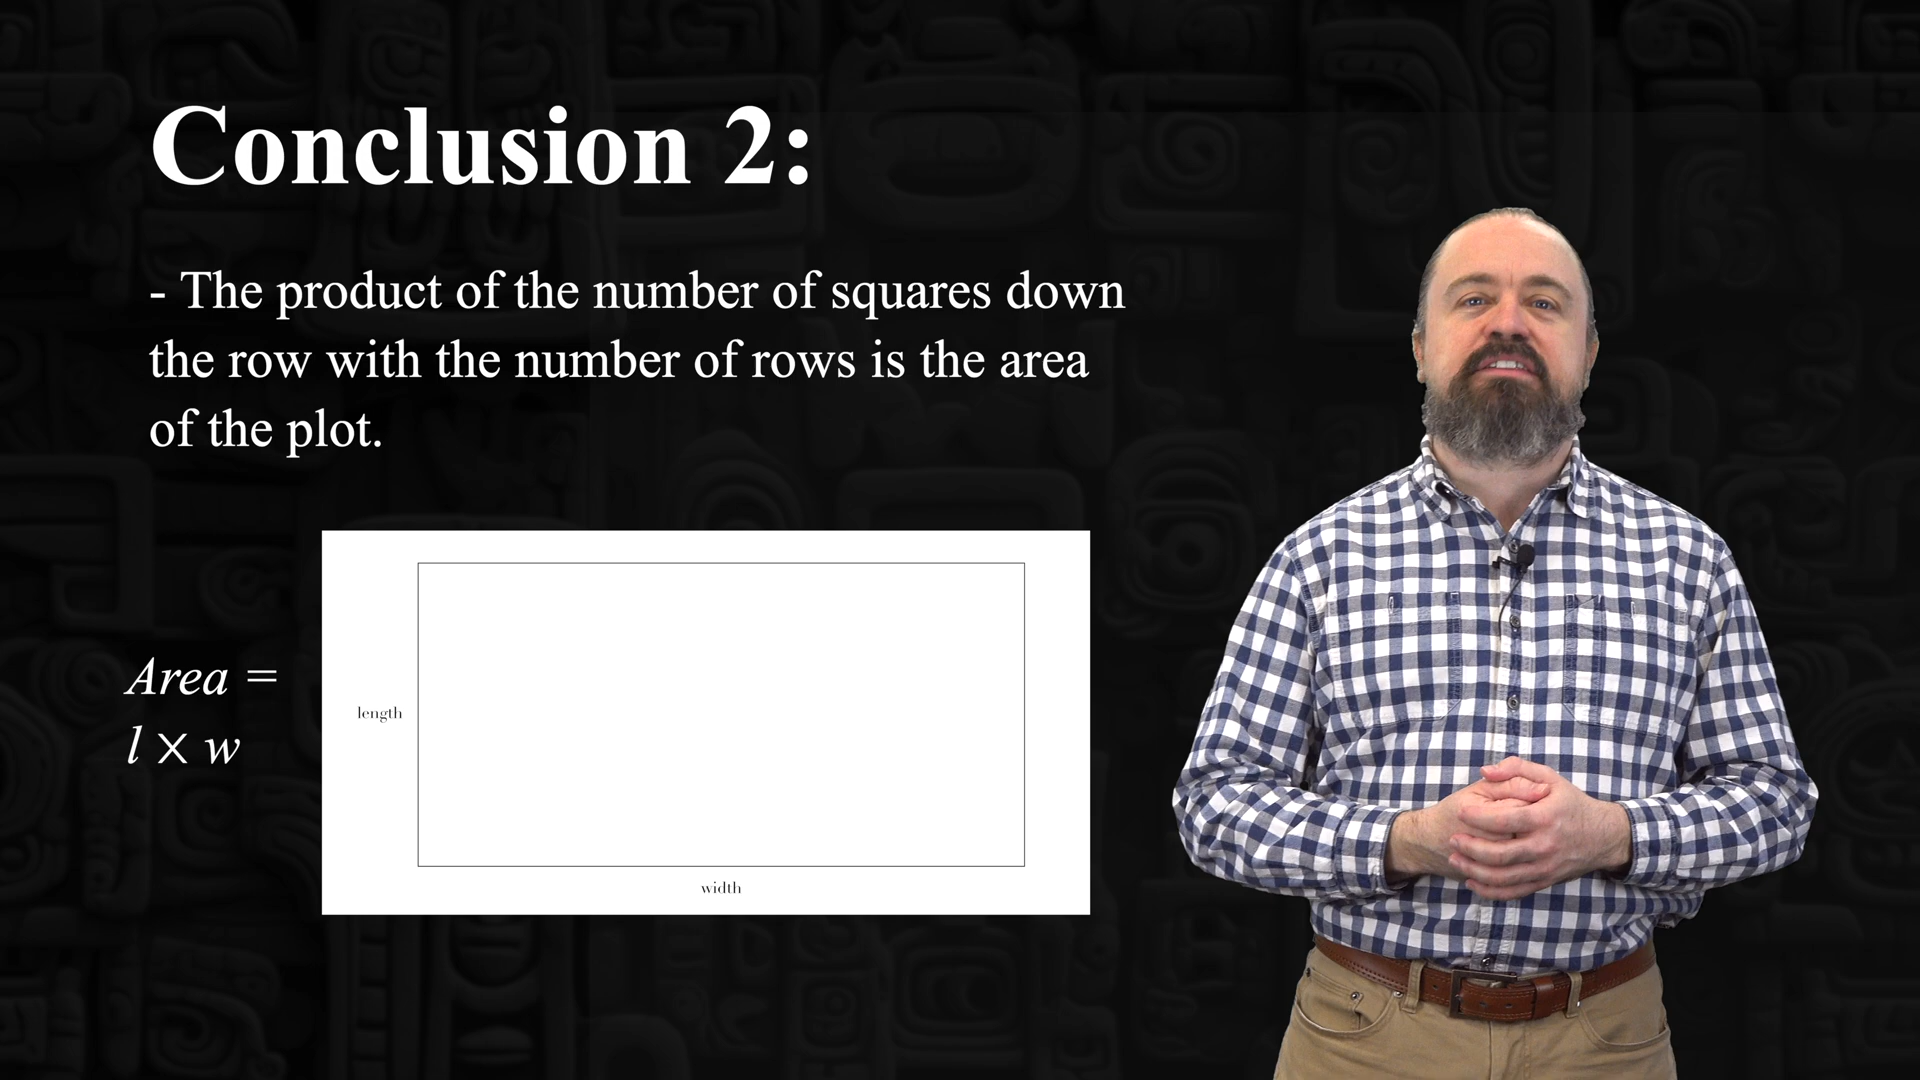 Conclusion 2:
- The product of the number of squares down
the row with the number of rows is the area
of the plot.
Area =
l × w
length
width